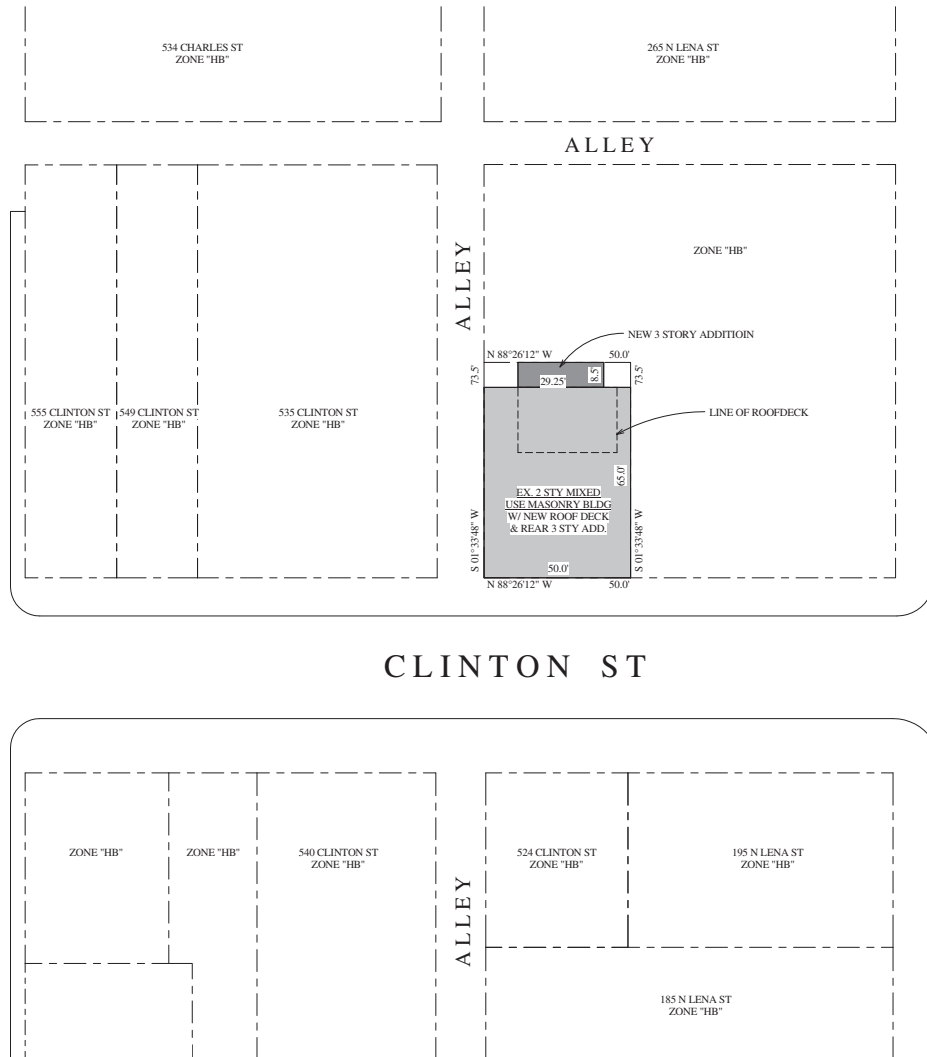 534 CHARLES ST
ZONE "HB"
265 N LENA ST
ZONE "HB"
ALLEY
ALLEY
ZONE "HB"
NEW 3 STORY ADDITIOIN
N 88°26'12" W
50.0'
73.5'
29.25'
8.5'
73.5'
555 CLINTON ST
ZONE "HB"
549 CLINTON ST
ZONE "HB"
535 CLINTON ST
ZONE "HB"
LINE OF ROOFDECK
65.0'
EX. 2 STY MIXED
USE MASONRY BLDG
W/ NEW ROOF DECK
& REAR 3 STY ADD.
S 01°33'48" W
S 01°33'48" W
50.0'
N 88°26'12" W
50.0'
CLINTON ST
ZONE "HB"
ZONE "HB"
540 CLINTON ST
ZONE "HB"
ALLEY
524 CLINTON ST
ZONE "HB"
195 N LENA ST
ZONE "HB"
185 N LENA ST
ZONE "HB"